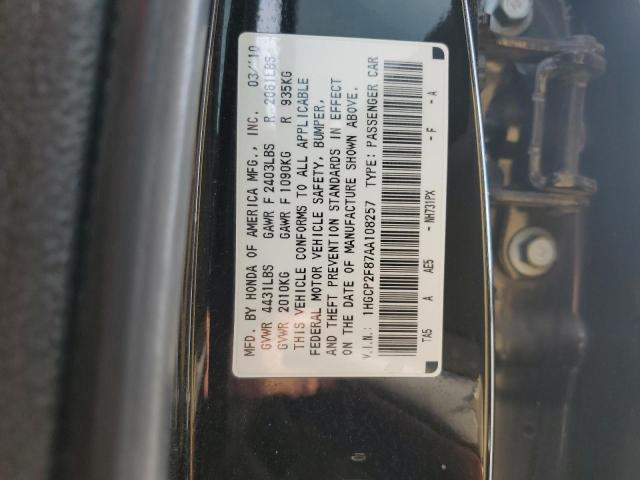 MFD. BY HONDA OF AMERICA MFG., INC. 03/10
GVWR 4431LBS GAWR F 2403LBS R 2061LBS
GVWR 2010KG GAWR F 1090KG R 935KG
THIS VEHICLE CONFORMS TO ALL APPLICABLE
FEDERAL MOTOR VEHICLE SAFETY, BUMPER,
AND THEFT PREVENTION STANDARDS IN EFFECT
ON THE DATE OF MANUFACTURE SHOWN ABOVE.
V.I.N.: 1HGCP2F87AA108257 TYPE: PASSENGER CAR
TA5 A AE5 - NH731PX - F - A